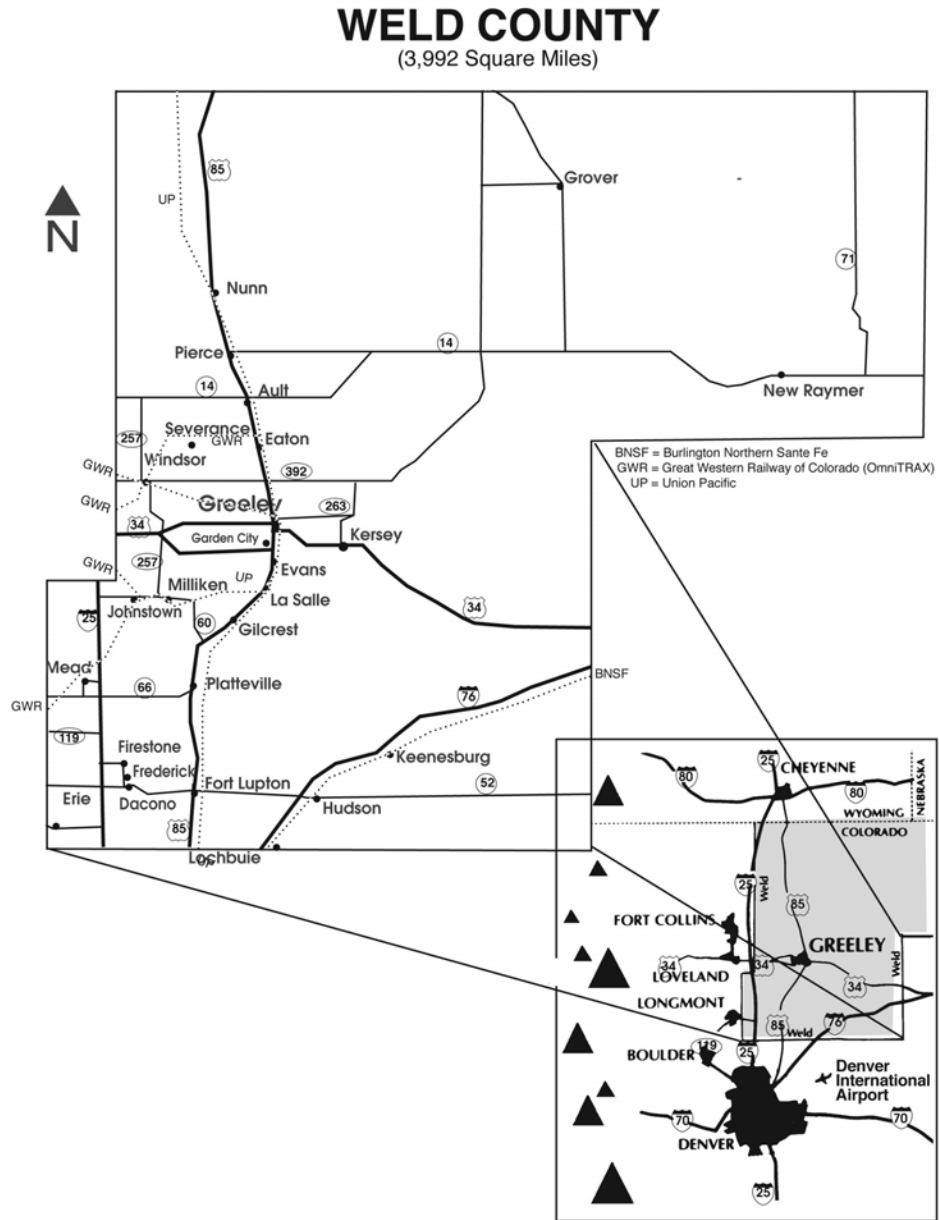 WELD COUNTY
(3,992 Square Miles)
85
UP
Grover
N
71
Nunn
14
Pierce
14
Ault
New Raymer
257
Severance
GWR
Eaton
Windsor
GWR
392
BNSF = Burlington Northern Sante Fe
GWR = Great Western Railway of Colorado (OmniTRAX)
UP = Union Pacific
GWR
Greeley
263
34
Garden City
Kersey
257
GWR
Evans
UP
Milliken
La Salle
Johnstown
34
25
60
Gilcrest
Mead
66
Platteville
76
BNSF
GWR
119
Firestone
Keenesburg
Frederick
Fort Lupton
52
Erie
Dacono
Hudson
85
Lochbuie
UP
25
CHEYENNE
80
80
NEBRASKA
WYOMING
COLORADO
25
Weld
85
FORT COLLINS
GREELEY
34
LOVELAND
34
Weld
34
LONGMONT
85
Weld
76
119
BOULDER
25
Denver
International
Airport
70
70
DENVER
25